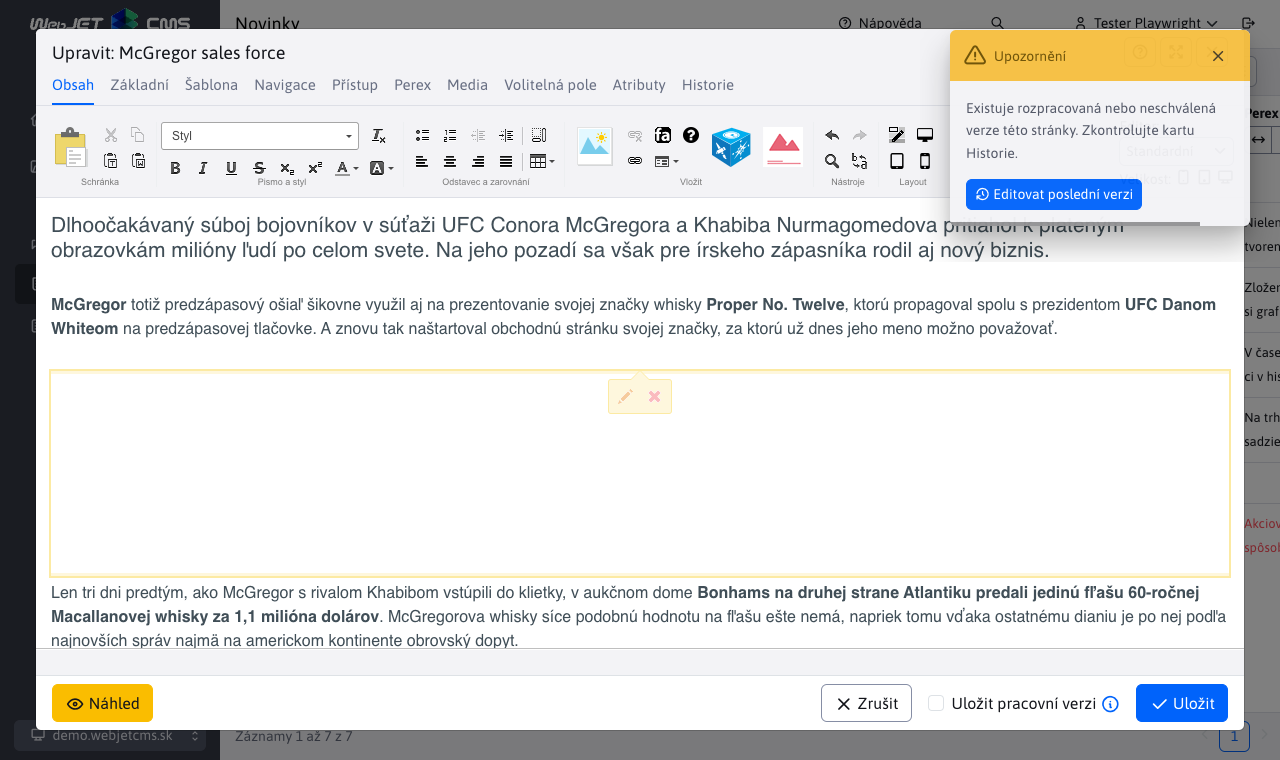 WebJET CMS
Novinky
Nápověda
Tester Playwright
Upravit: McGregor sales force
Obsah
Základní
Šablona
Navigace
Přístup
Perex
Media
Volitelná pole
Atributy
Historie
Upozornění
Existuje rozpracovaná nebo neschválená
verze této stránky. Zkontrolujte kartu
Historie.
Editovat poslední verzi
Perex
Styl
Schránka
Písmo a styl
Odstavec a zarovnání
Vložit
Nástroje
Layout
Standardní
Dlhoočakávaný súboj bojovníkov v súťaži UFC Conora McGregora a Khabiba Nurmagomedova pritiahol k plateným
obrazovkám milióny ľudí po celom svete. Na jeho pozadí sa však pre írskeho zápasníka rodil aj nový biznis.
McGregor totiž predzápasový ošiaľ šikovne využil aj na prezentovanie svojej značky whisky Proper No. Twelve, ktorú propagoval spolu s prezidentom UFC Danom
Whiteom na predzápasovej tlačovke. A znovu tak naštartoval obchodnú stránku svojej značky, za ktorú už dnes jeho meno možno považovať.
Len tri dni predtým, ako McGregor s rivalom Khabibom vstúpili do klietky, v aukčnom dome Bonhams na druhej strane Atlantiku predali jedinú fľašu 60-ročnej
Macallanovej whisky za 1,1 milióna dolárov. McGregorova whisky síce podobnú hodnotu na fľašu ešte nemá, napriek tomu vďaka ostatnému dianiu je po nej podľa
najnovších správ najmä na americkom kontinente obrovský dopyt.
Nielen
tvoren
Zložer
si graf
V čase
ci v his
Na trh
sadzie
Akciov
spôsob
Náhled
Zrušit
Uložit pracovní verzi
Uložit
demo.webjetcms.sk
Záznamy 1 až 7 z 7
1